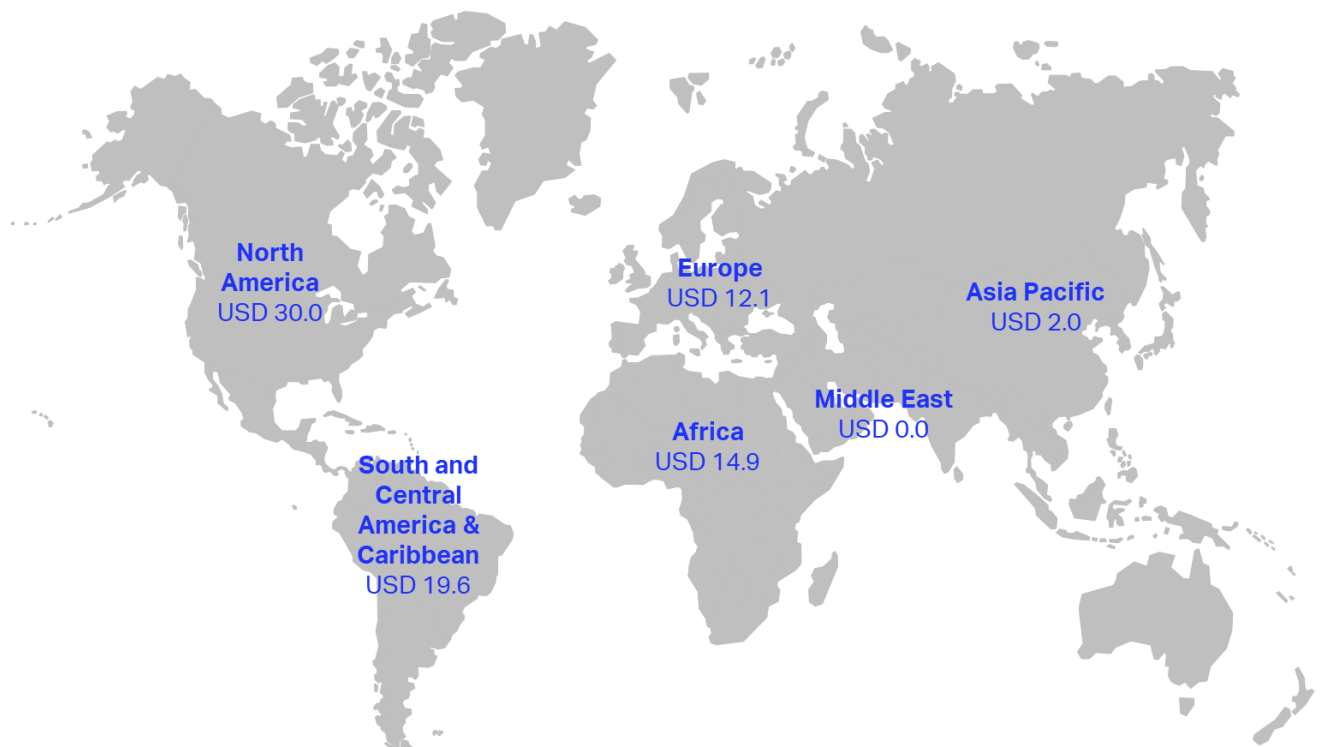 North
America
USD 30.0
Europe
USD 12.1
Asia Pacific
USD 2.0
Middle East
USD 0.0
Africa
USD 14.9
South and
Central
America &
Caribbean
USD 19.6